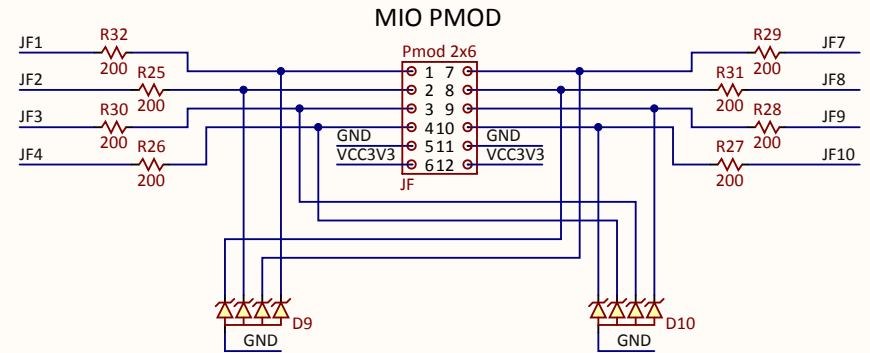 MIO PMOD
JF1 R32 200
JF2 R25 200
JF3 R30 200
JF4 R26 200
Pmod 2x6
1 7
2 8
3 9
4 10
GND 5 11 GND
VCC3V3 6 12 VCC3V3
JF
R29 200 JF7
R31 200 JF8
R28 200 JF9
R27 200 JF10
D9
GND
D10
GND